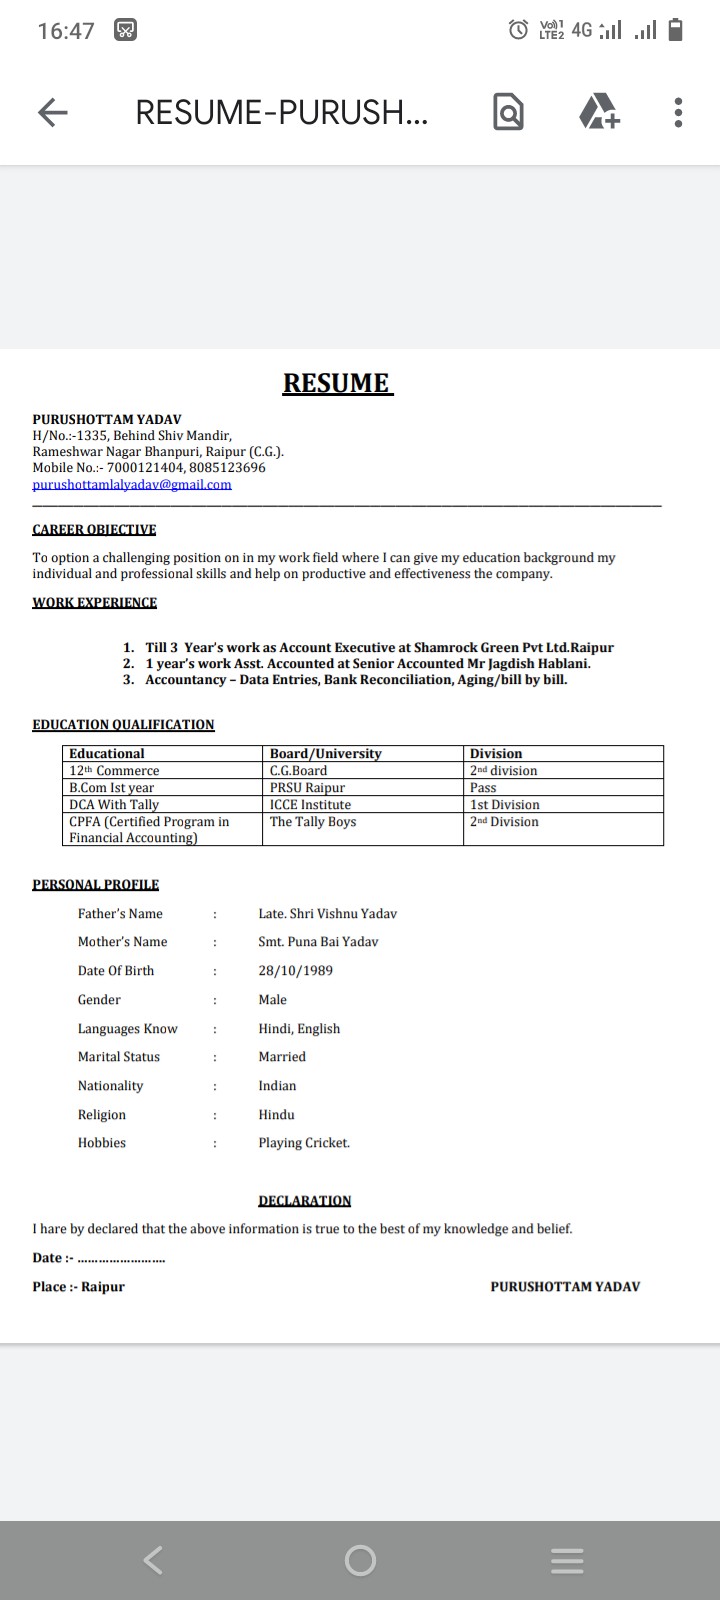 16:47
Vo)) 1
LTE2 4G
RESUME-PURUSH...
RESUME
PURUSHOTTAM YADAV
H/No.:-1335, Behind Shiv Mandir,
Rameshwar Nagar Bhanpuri, Raipur (C.G.).
Mobile No.:- 7000121404, 8085123696
purushottamlalyadav@gmail.com
CAREER OBJECTIVE
To option a challenging position on in my work field where I can give my education background my
individual and professional skills and help on productive and effectiveness the company.
WORK EXPERIENCE
1. Till 3 Year's work as Account Executive at Shamrock Green Pvt Ltd.Raipur
2. 1 year's work Asst. Accounted at Senior Accounted Mr Jagdish Hablani.
3. Accountancy – Data Entries, Bank Reconciliation, Aging/bill by bill.
EDUCATION QUALIFICATION
Educational Board/University Division
12th Commerce C.G.Board 2nd division
B.Com Ist year PRSU Raipur Pass
DCA With Tally ICCE Institute 1st Division
CPFA (Certified Program in The Tally Boys 2nd Division
Financial Accounting)
PERSONAL PROFILE
Father's Name : Late. Shri Vishnu Yadav
Mother's Name : Smt. Puna Bai Yadav
Date Of Birth : 28/10/1989
Gender : Male
Languages Know : Hindi, English
Marital Status : Married
Nationality : Indian
Religion : Hindu
Hobbies : Playing Cricket.
DECLARATION
I hare by declared that the above information is true to the best of my knowledge and belief.
Date :- ........................
Place :- Raipur PURUSHOTTAM YADAV